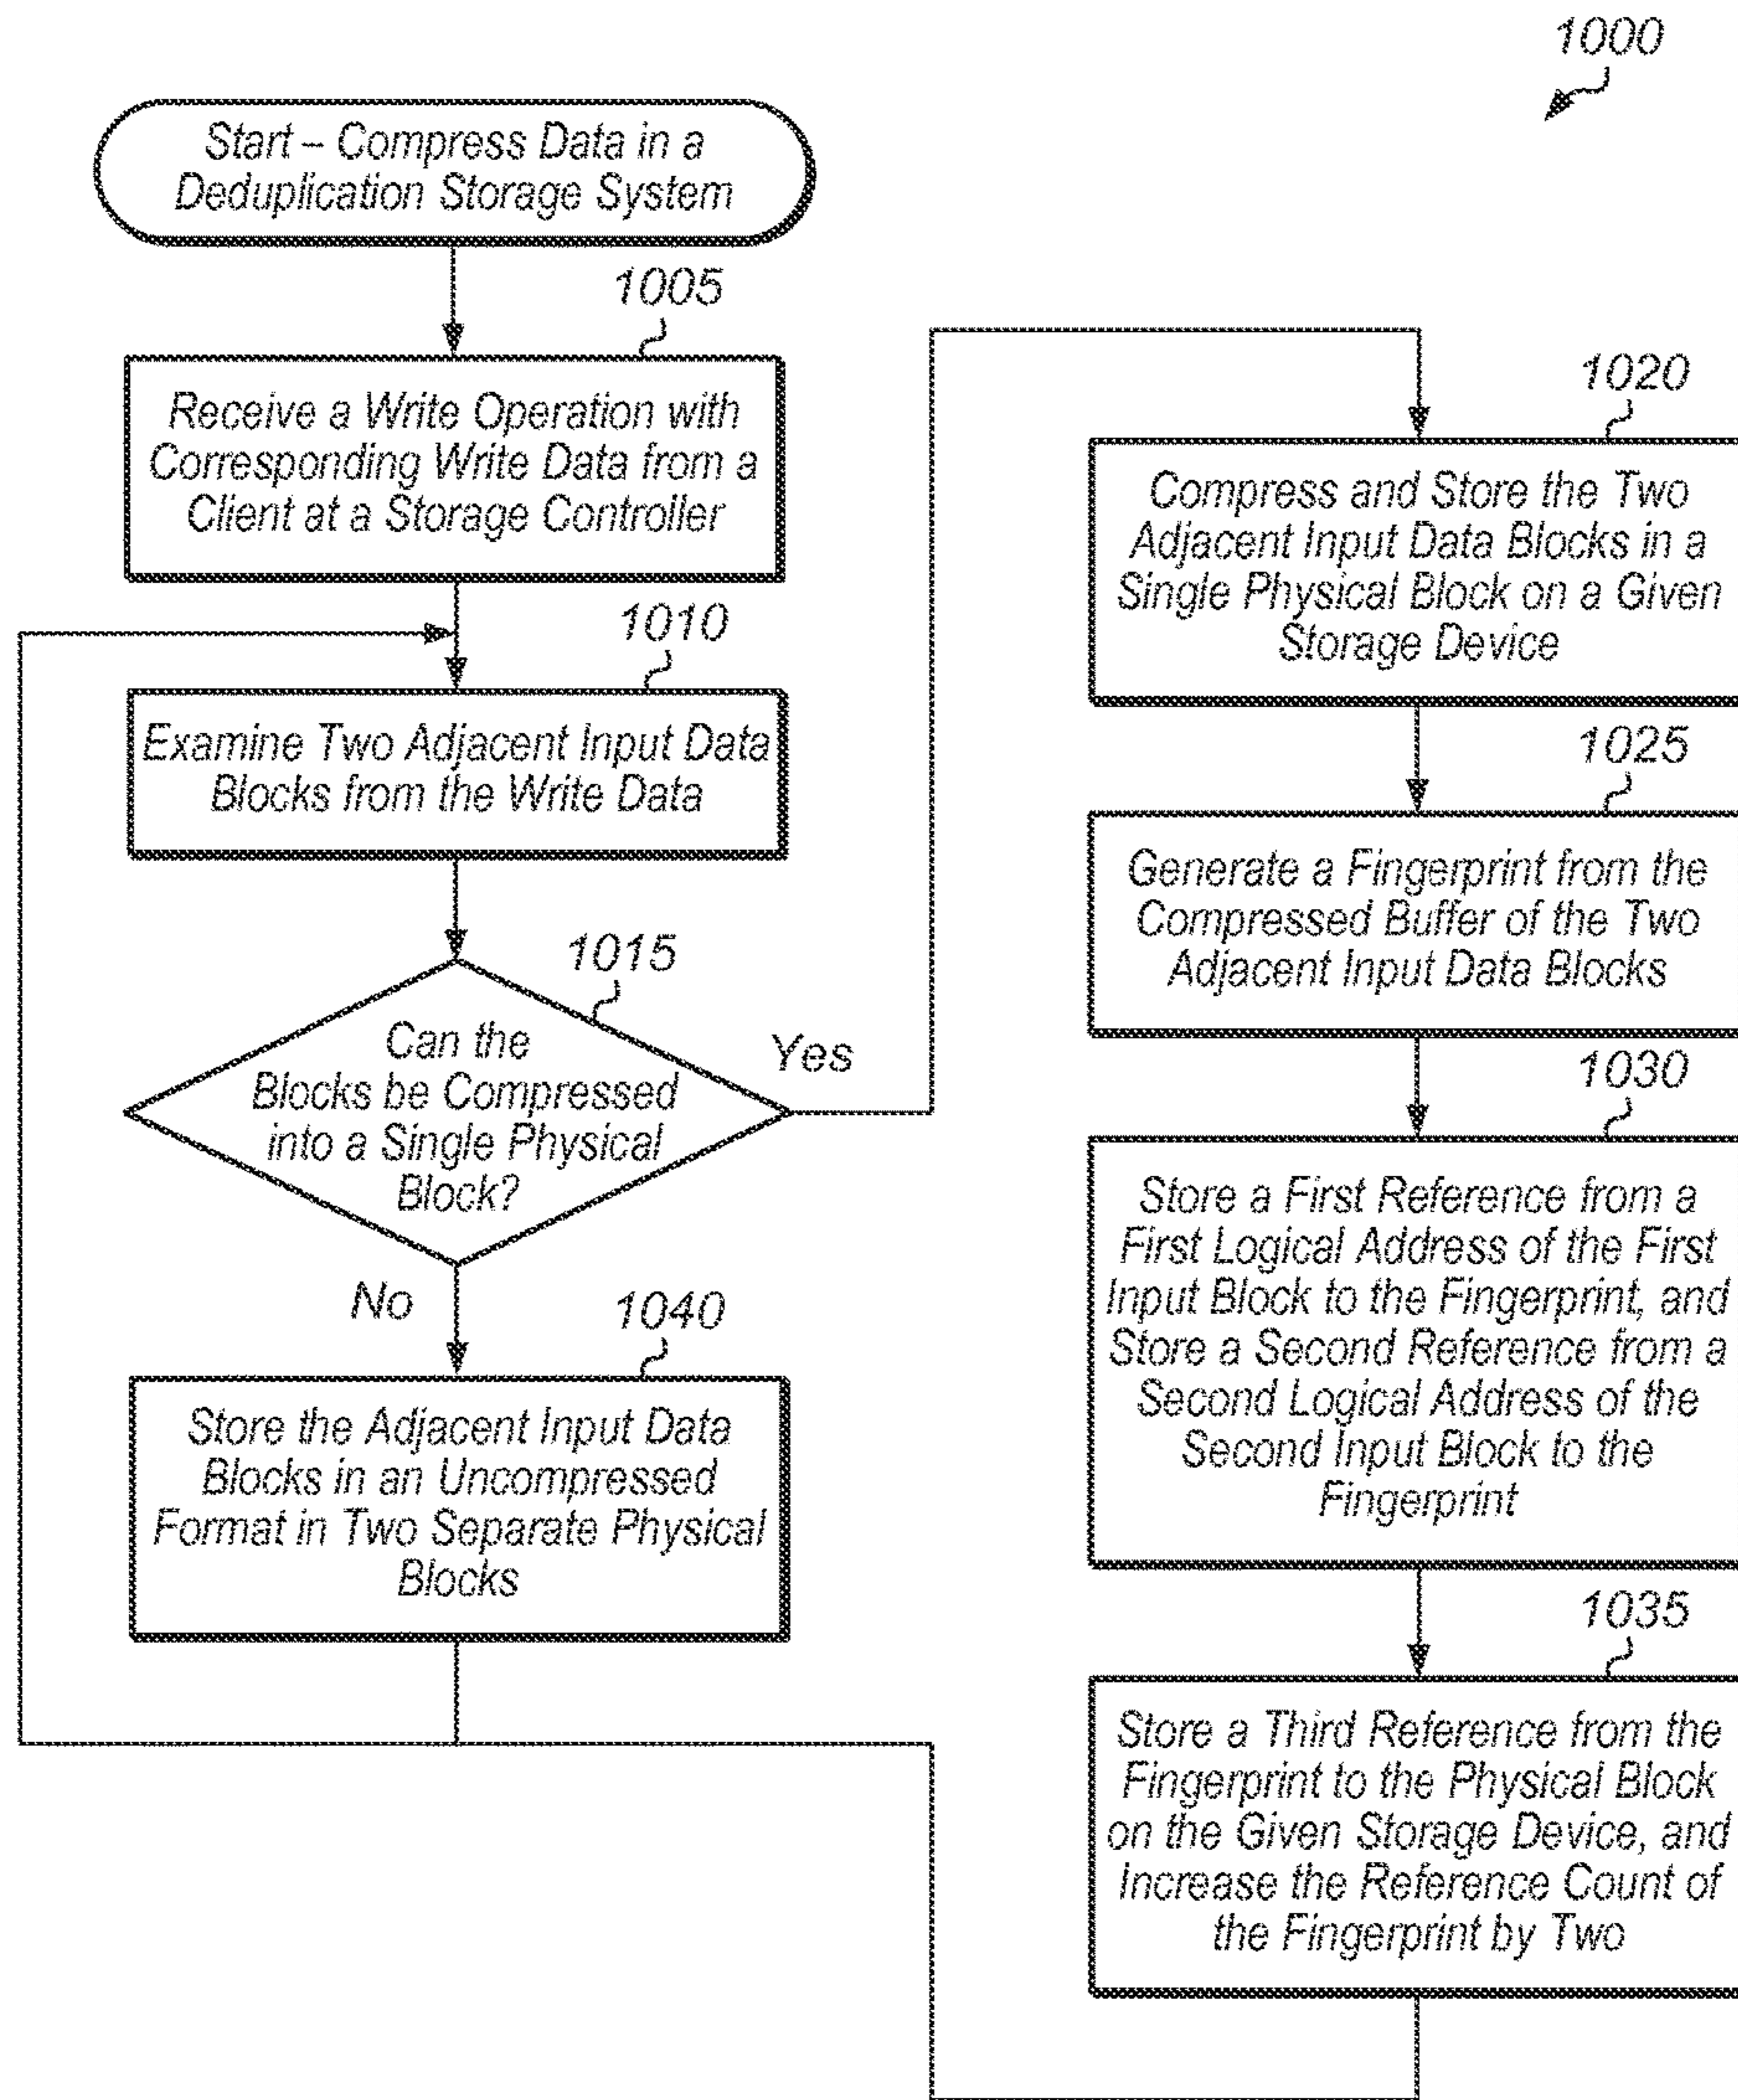 1000
Start – Compress Data in a
Deduplication Storage System
1005
Receive a Write Operation with
Corresponding Write Data from a
Client at a Storage Controller
1010
Examine Two Adjacent Input Data
Blocks from the Write Data
1015
Can the
Blocks be Compressed
into a Single Physical
Block?
Yes
No
1040
Store the Adjacent Input Data
Blocks in an Uncompressed
Format in Two Separate Physical
Blocks
1020
Compress and Store the Two
Adjacent Input Data Blocks in a
Single Physical Block on a Given
Storage Device
1025
Generate a Fingerprint from the
Compressed Buffer of the Two
Adjacent Input Data Blocks
1030
Store a First Reference from a
First Logical Address of the First
Input Block to the Fingerprint, and
Store a Second Reference from a
Second Logical Address of the
Second Input Block to the
Fingerprint
1035
Store a Third Reference from the
Fingerprint to the Physical Block
on the Given Storage Device, and
Increase the Reference Count of
the Fingerprint by Two